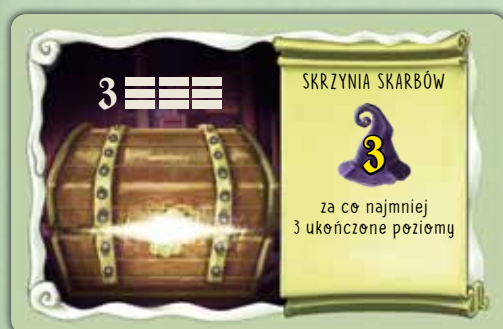 3
SKRZYNIA SKARBÓW
3
za co najmniej
3 ukończone poziomy